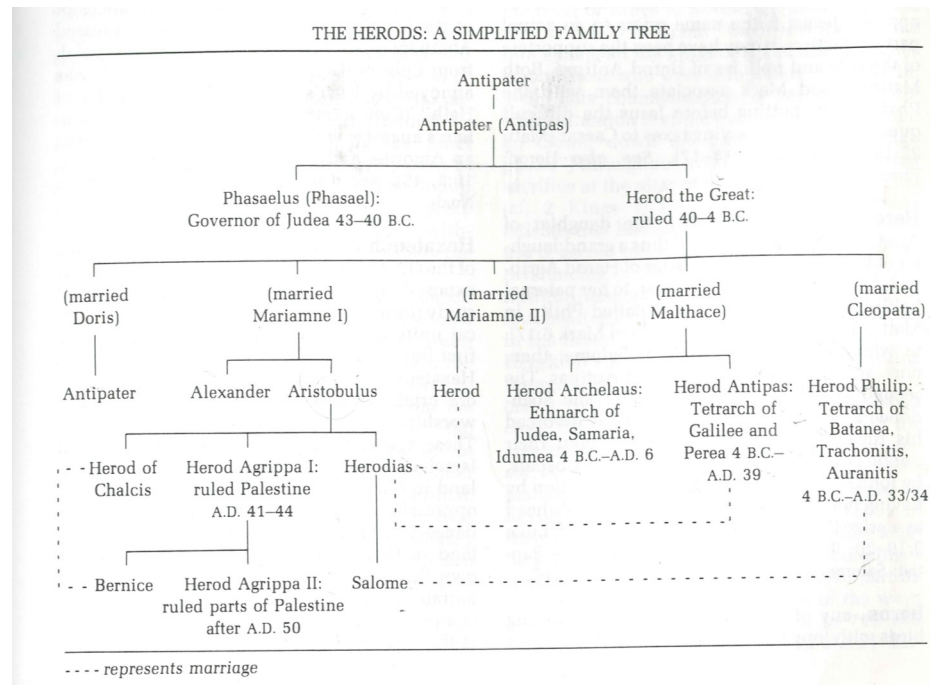 THE HERODS: A SIMPLIFIED FAMILY TREE
Antipater
Antipater (Antipas)
Phasaelus (Phasael):
Governor of Judea 43–40 B.C.
Herod the Great:
ruled 40–4 B.C.
(married
Doris)
(married
Mariamne I)
(married
Mariamne II)
(married
Malthace)
(married
Cleopatra)
Antipater
Alexander
Aristobulus
Herod
Herod Archelaus:
Ethnarch of
Judea, Samaria,
Idumea 4 B.C.–A.D. 6
Herod Antipas:
Tetrarch of
Galilee and
Perea 4 B.C.–
A.D. 39
Herod Philip:
Tetrarch of
Batanea,
Trachonitis,
Auranitis
4 B.C.–A.D. 33/34
Herod of
Chalcis
Herod Agrippa I:
ruled Palestine
A.D. 41–44
Herodias
Bernice
Herod Agrippa II:
ruled parts of Palestine
after A.D. 50
Salome
---- represents marriage